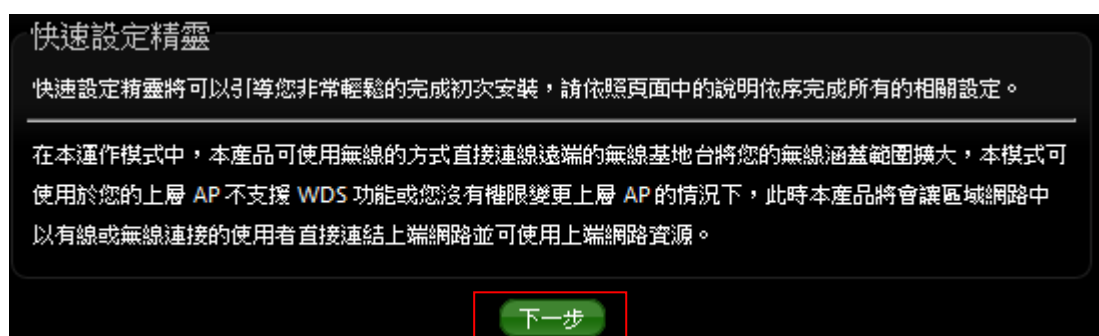 快速設定精靈
快速設定精靈將可以引導您非常輕鬆的完成初次安裝，請依照頁面中的說明依序完成所有的相關設定。
在本運作模式中，本產品可使用無線的方式直接連線遠端的無線基地台將您的無線涵蓋範圍擴大，本模式可
使用於您的上層 AP 不支援 WDS 功能或您沒有權限變更上層 AP 的情況下，此時本產品將會讓區域網路中
以有線或無線連接的使用者直接連結上端網路並可使用上端網路資源。
下一步